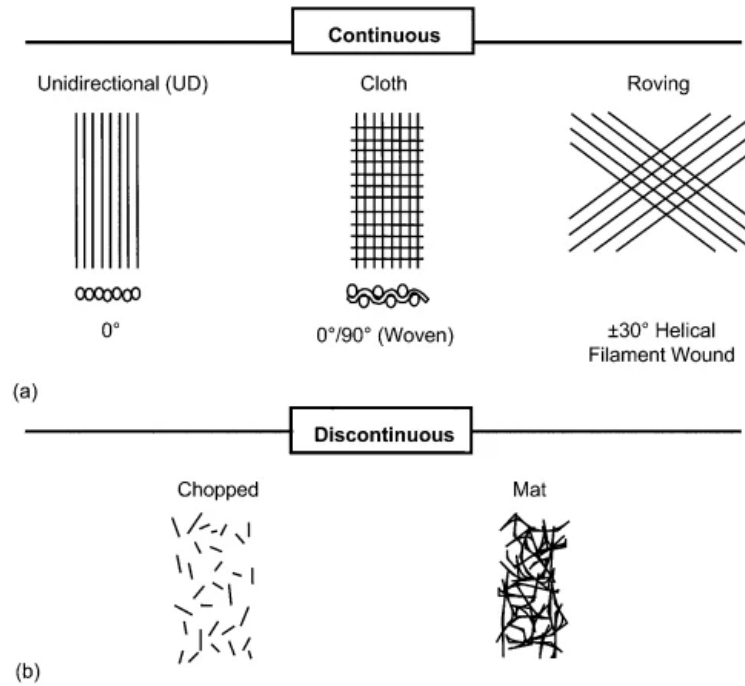 Continuous
Unidirectional (UD)
Cloth
Roving
0°
0°/90° (Woven)
±30° Helical
Filament Wound
(a)
Discontinuous
Chopped
Mat
(b)